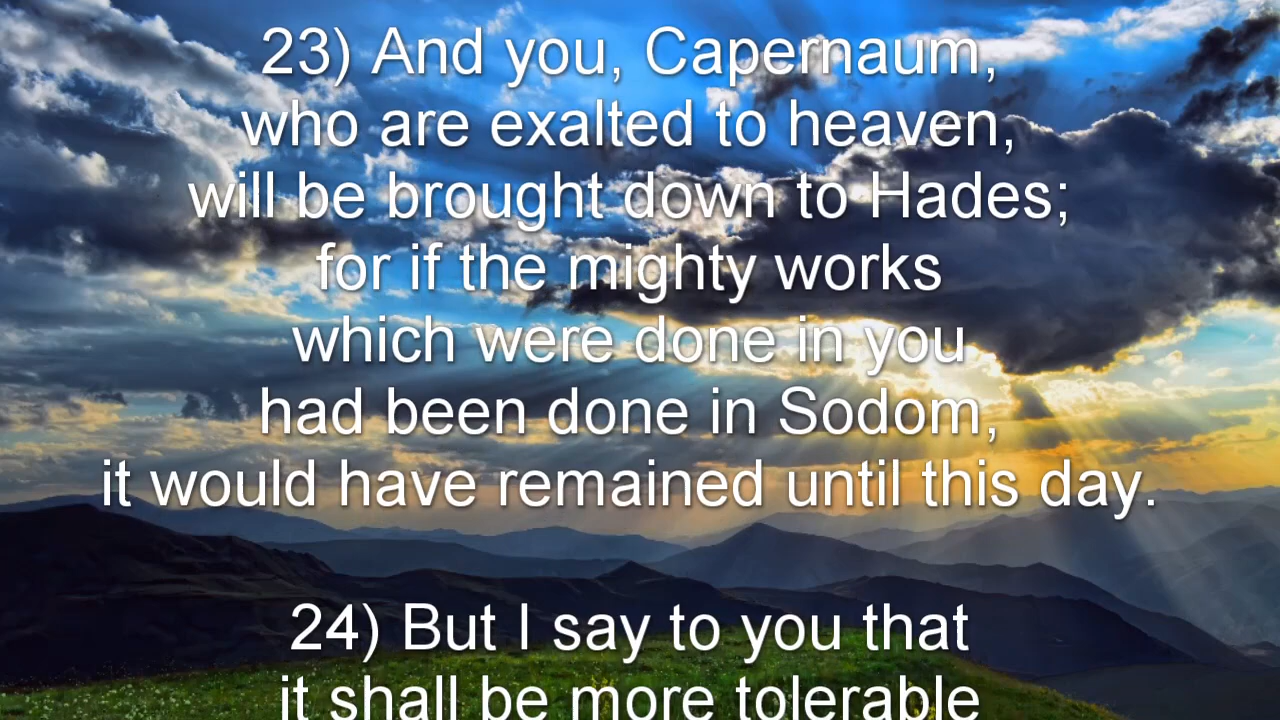 23) And you, Capernaum,
who are exalted to heaven,
will be brought down to Hades;
for if the mighty works
which were done in you
had been done in Sodom,
it would have remained until this day.
24) But I say to you that
it shall be more tolerable